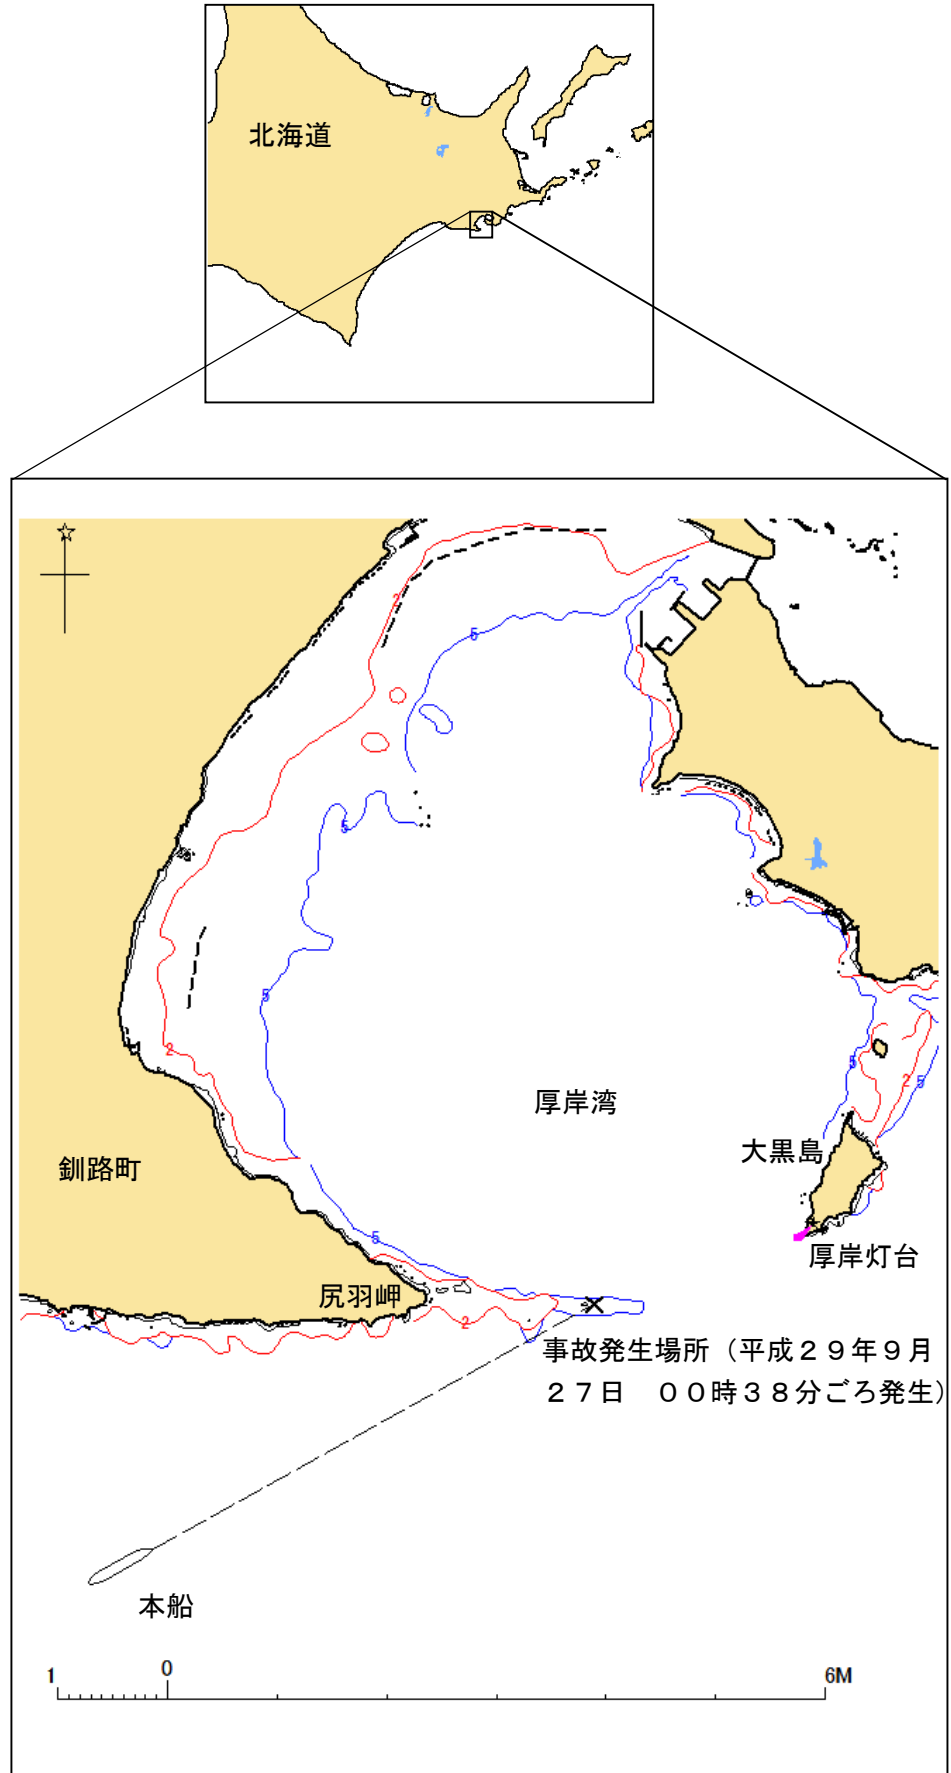 北海道
2
5
5
5
2
厚岸湾
5
2
5
大黒島
釧路町
5
厚岸灯台
尻羽岬
2
事故発生場所（平成２９年９月
２７日　００時３８分ごろ発生）
本船
1 0 6M